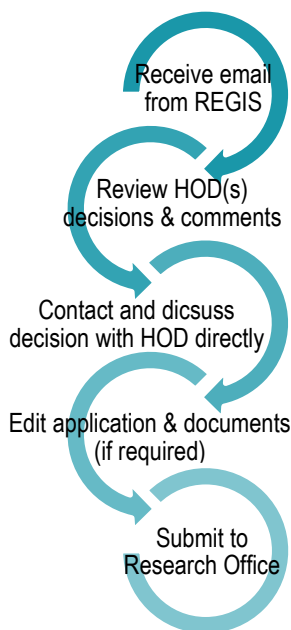 Receive email
from REGIS
Review HOD(s)
decisions & comments
Contact and dicsuss
decision with HOD directly
Edit application & documents
(if required)
Submit to
Research Office